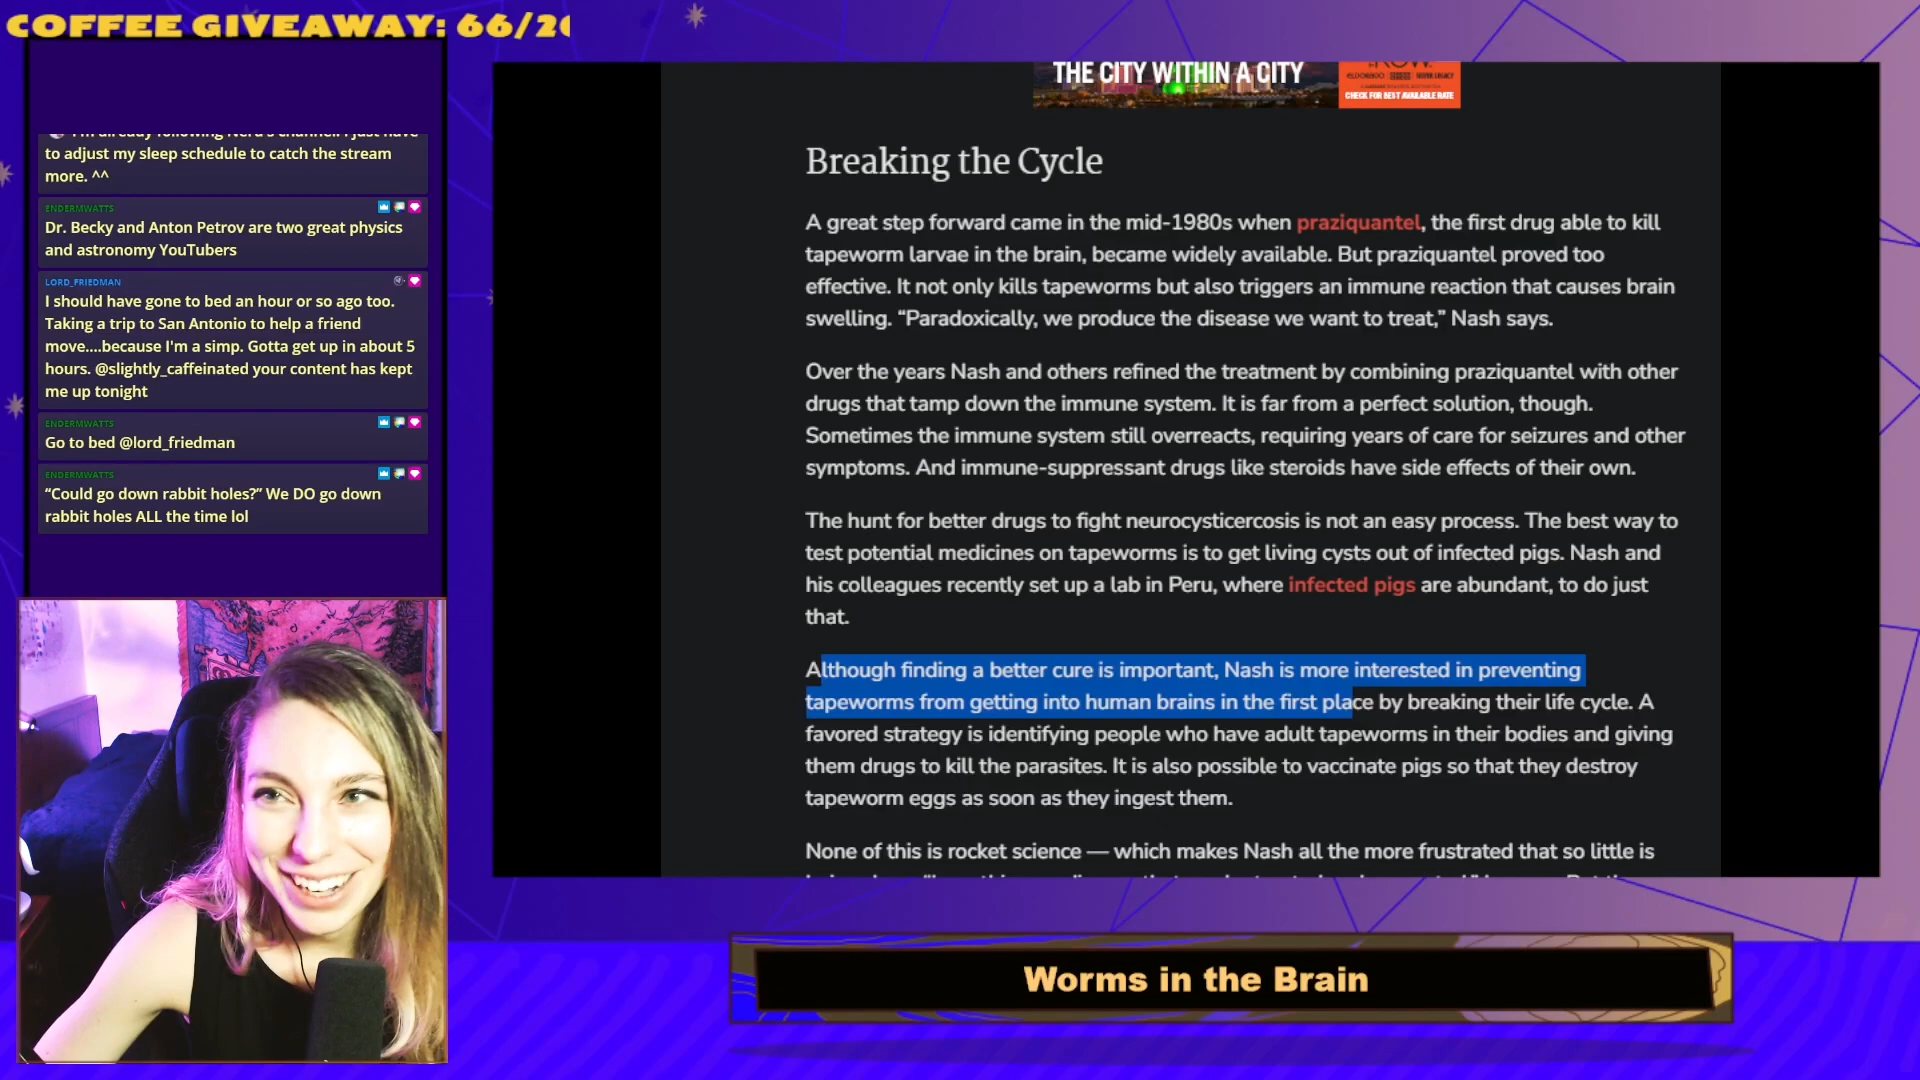 COFFEE GIVEAWAY: 66/20
to adjust my sleep schedule to catch the stream
more. ^^
ENDERMWATTS
Dr. Becky and Anton Petrov are two great physics
and astronomy YouTubers
LORD_FRIEDMAN
I should have gone to bed an hour or so ago too.
Taking a trip to San Antonio to help a friend
move....because I'm a simp. Gotta get up in about 5
hours. @slightly_caffeinated your content has kept
me up tonight
ENDERMWATTS
Go to bed @lord_friedman
ENDERMWATTS
“Could go down rabbit holes?” We DO go down
rabbit holes ALL the time lol
THE CITY WITHIN A CITY
CHECK FOR BEST AVAILABLE RATE
Breaking the Cycle
A great step forward came in the mid-1980s when praziquantel, the first drug able to kill
tapeworm larvae in the brain, became widely available. But praziquantel proved too
effective. It not only kills tapeworms but also triggers an immune reaction that causes brain
swelling. “Paradoxically, we produce the disease we want to treat,” Nash says.
Over the years Nash and others refined the treatment by combining praziquantel with other
drugs that tamp down the immune system. It is far from a perfect solution, though.
Sometimes the immune system still overreacts, requiring years of care for seizures and other
symptoms. And immune-suppressant drugs like steroids have side effects of their own.
The hunt for better drugs to fight neurocysticercosis is not an easy process. The best way to
test potential medicines on tapeworms is to get living cysts out of infected pigs. Nash and
his colleagues recently set up a lab in Peru, where infected pigs are abundant, to do just
that.
Although finding a better cure is important, Nash is more interested in preventing
tapeworms from getting into human brains in the first place by breaking their life cycle. A
favored strategy is identifying people who have adult tapeworms in their bodies and giving
them drugs to kill the parasites. It is also possible to vaccinate pigs so that they destroy
tapeworm eggs as soon as they ingest them.
None of this is rocket science — which makes Nash all the more frustrated that so little is
Worms in the Brain